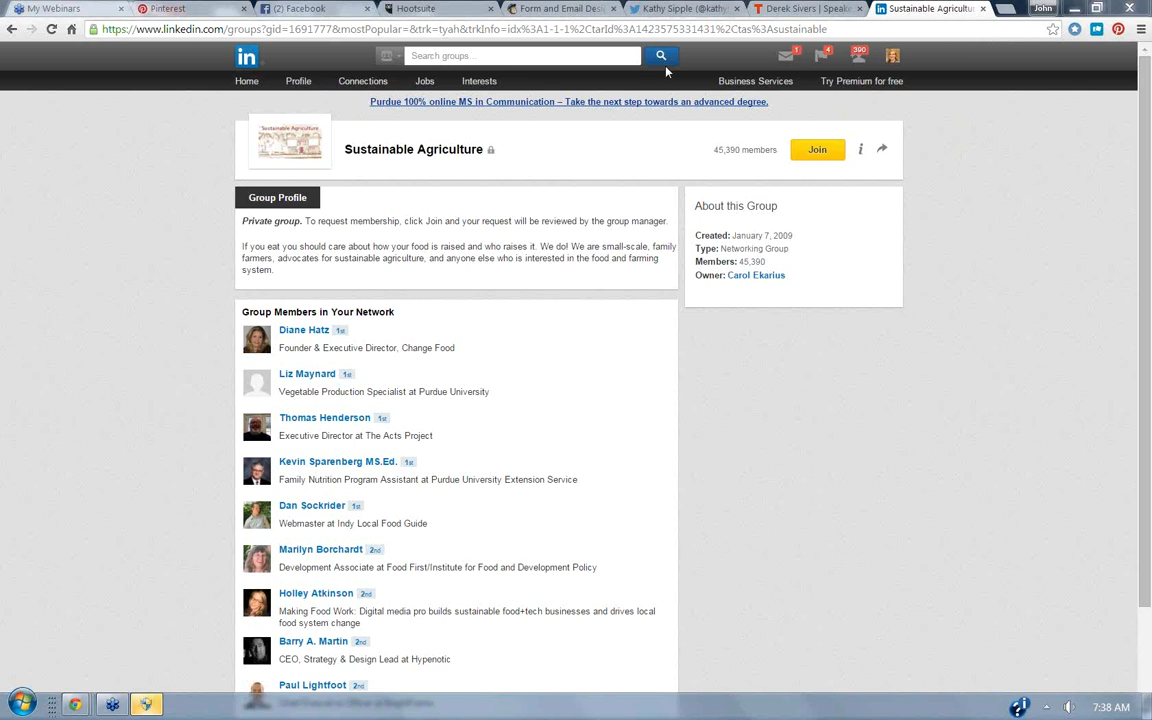 My Webinars
Pinterest
Facebook
Hootsuite
Form and Email Desig
Kathy Sipple (@kathys
Derek Sivers | Speake
Sustainable Agricultu
John
https://www.linkedin.com/groups?gid=1691777&mostPopular=&trk=tyah&trkInfo=idx%3A1-1-1%2CtarId%3A1423575331431%2Ctas%3Asustainable
in
Search groups...
1
4
390
Home
Profile
Connections
Jobs
Interests
Business Services
Try Premium for free
Purdue 100% online MS in Communication – Take the next step towards an advanced degree.
Sustainable Agriculture
Sustainable Agriculture
45,390 members
Join
Group Profile
Private group. To request membership, click Join and your request will be reviewed by the group manager.
If you eat you should care about how your food is raised and who raises it. We do! We are small-scale, family
farmers, advocates for sustainable agriculture, and anyone else who is interested in the food and farming
system.
About this Group
Created: January 7, 2009
Type: Networking Group
Members: 45,390
Owner: Carol Ekarius
Group Members in Your Network
Diane Hatz 1st
Founder & Executive Director, Change Food
Liz Maynard 1st
Vegetable Production Specialist at Purdue University
Thomas Henderson 1st
Executive Director at The Acts Project
Kevin Sparenberg MS.Ed. 1st
Family Nutrition Program Assistant at Purdue University Extension Service
Dan Sockrider 1st
Webmaster at Indy Local Food Guide
Marilyn Borchardt 2nd
Development Associate at Food First/Institute for Food and Development Policy
Holley Atkinson 2nd
Making Food Work: Digital media pro builds sustainable food+tech businesses and drives local
food system change
Barry A. Martin 2nd
CEO, Strategy & Design Lead at Hypenotic
Paul Lightfoot 2nd
7:38 AM